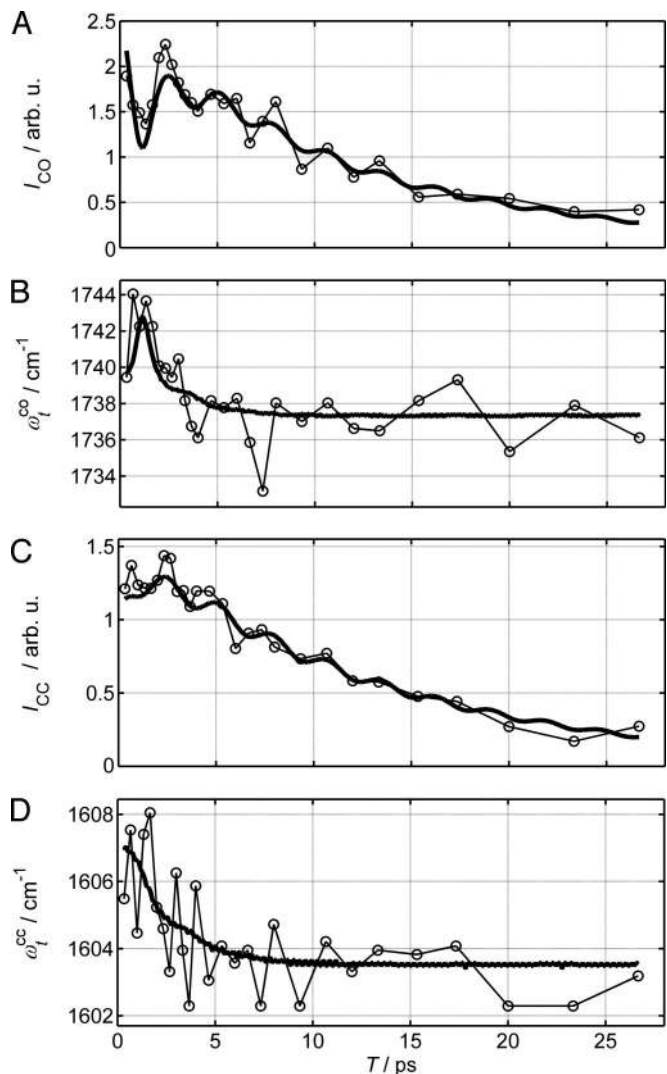 A
2.5
2
1.5
1
0.5
0
I_CO / arb. u.
B
1744
1742
1740
1738
1736
1734
ω_t^co / cm⁻¹
C
1.5
1
0.5
0
I_CC / arb. u.
D
1608
1606
1604
1602
ω_t^cc / cm⁻¹
0 5 10 15 20 25
T / ps